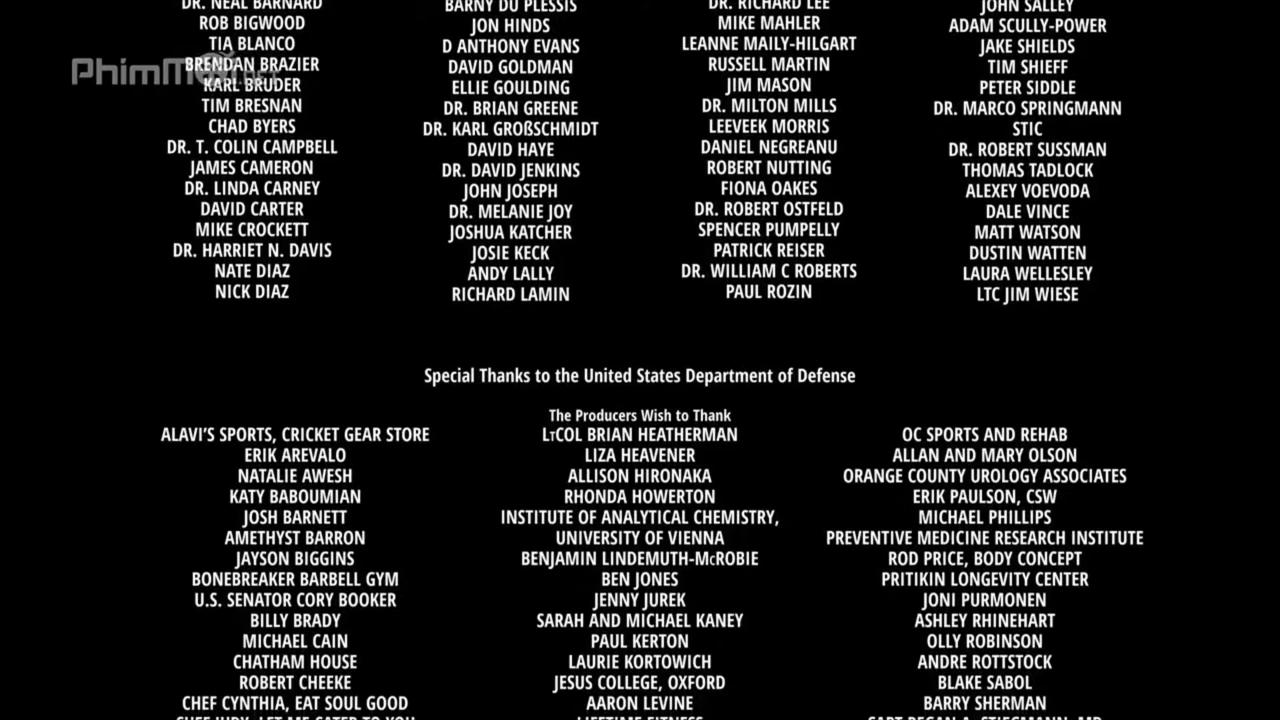 DR. NEAL BARNARD
ROB BIGWOOD
TIA BLANCO
BRENDAN BRAZIER
KARL BRUDER
TIM BRESNAN
CHAD BYERS
DR. T. COLIN CAMPBELL
JAMES CAMERON
DR. LINDA CARNEY
DAVID CARTER
MIKE CROCKETT
DR. HARRIET N. DAVIS
NATE DIAZ
NICK DIAZ
BARNY DU PLESSIS
JON HINDS
D ANTHONY EVANS
DAVID GOLDMAN
ELLIE GOULDING
DR. BRIAN GREENE
DR. KARL GROßSCHMIDT
DAVID HAYE
DR. DAVID JENKINS
JOHN JOSEPH
DR. MELANIE JOY
JOSHUA KATCHER
JOSIE KECK
ANDY LALLY
RICHARD LAMIN
DR. RICHARD LEE
MIKE MAHLER
LEANNE MAILY-HILGART
RUSSELL MARTIN
JIM MASON
DR. MILTON MILLS
LEEVEEK MORRIS
DANIEL NEGREANU
ROBERT NUTTING
FIONA OAKES
DR. ROBERT OSTFELD
SPENCER PUMPELLY
PATRICK REISER
DR. WILLIAM C ROBERTS
PAUL ROZIN
JOHN SALLEY
ADAM SCULLY-POWER
JAKE SHIELDS
TIM SHIEFF
PETER SIDDLE
DR. MARCO SPRINGMANN
STIC
DR. ROBERT SUSSMAN
THOMAS TADLOCK
ALEXEY VOEVODA
DALE VINCE
MATT WATSON
DUSTIN WATTEN
LAURA WELLESLEY
LTC JIM WIESE
PhimMoi.net
Special Thanks to the United States Department of Defense
The Producers Wish to Thank
ALAVI'S SPORTS, CRICKET GEAR STORE
ERIK AREVALO
NATALIE AWESH
KATY BABOUMIAN
JOSH BARNETT
AMETHYST BARRON
JAYSON BIGGINS
BONEBREAKER BARBELL GYM
U.S. SENATOR CORY BOOKER
BILLY BRADY
MICHAEL CAIN
CHATHAM HOUSE
ROBERT CHEEKE
CHEF CYNTHIA, EAT SOUL GOOD
CHEF JUDY, LET ME CATER TO YOU
LTCOL BRIAN HEATHERMAN
LIZA HEAVENER
ALLISON HIRONAKA
RHONDA HOWERTON
INSTITUTE OF ANALYTICAL CHEMISTRY,
UNIVERSITY OF VIENNA
BENJAMIN LINDEMUTH-MCROBIE
BEN JONES
JENNY JUREK
SARAH AND MICHAEL KANEY
PAUL KERTON
LAURIE KORTOWICH
JESUS COLLEGE, OXFORD
AARON LEVINE
LIFETIME FITNESS
OC SPORTS AND REHAB
ALLAN AND MARY OLSON
ORANGE COUNTY UROLOGY ASSOCIATES
ERIK PAULSON, CSW
MICHAEL PHILLIPS
PREVENTIVE MEDICINE RESEARCH INSTITUTE
ROD PRICE, BODY CONCEPT
PRITIKIN LONGEVITY CENTER
JONI PURMONEN
ASHLEY RHINEHART
OLLY ROBINSON
ANDRE ROTTSTOCK
BLAKE SABOL
BARRY SHERMAN